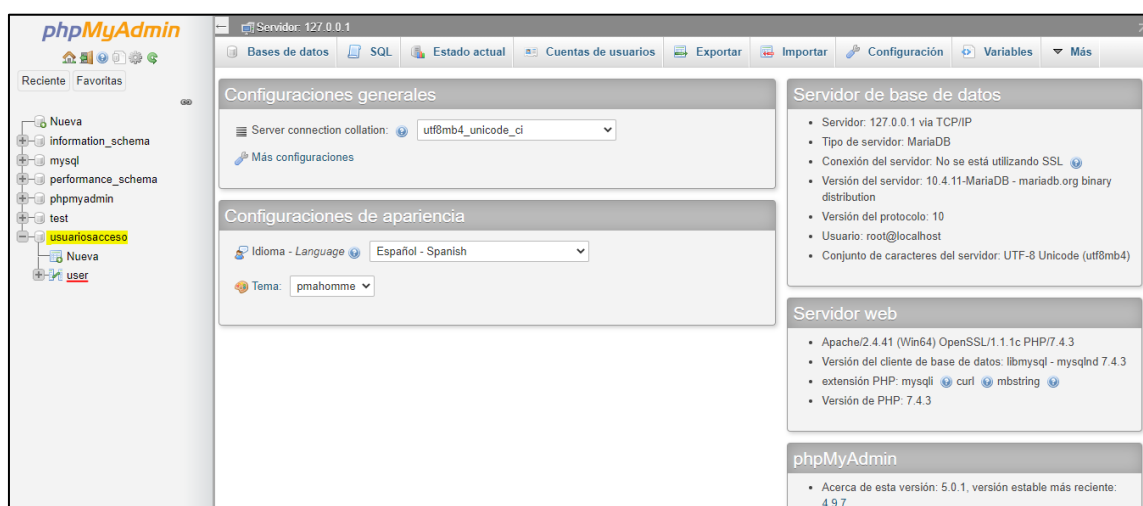 phpMyAdmin
Reciente Favoritas
Nueva
information_schema
mysql
performance_schema
phpmyadmin
test
usuariosacceso
Nueva
user
Servidor: 127.0.0.1
Bases de datos SQL Estado actual Cuentas de usuarios Exportar Importar Configuración Variables Más
Configuraciones generales
Server connection collation: utf8mb4_unicode_ci
Más configuraciones
Configuraciones de apariencia
Idioma - Language Español - Spanish
Tema: pmahomme
Servidor de base de datos
• Servidor: 127.0.0.1 via TCP/IP
• Tipo de servidor: MariaDB
• Conexión del servidor: No se está utilizando SSL
• Versión del servidor: 10.4.11-MariaDB - mariadb.org binary
distribution
• Versión del protocolo: 10
• Usuario: root@localhost
• Conjunto de caracteres del servidor: UTF-8 Unicode (utf8mb4)
Servidor web
• Apache/2.4.41 (Win64) OpenSSL/1.1.1c PHP/7.4.3
• Versión del cliente de base de datos: libmysql - mysqlnd 7.4.3
• extensión PHP: mysqli curl mbstring
• Versión de PHP: 7.4.3
phpMyAdmin
• Acerca de esta versión: 5.0.1, versión estable más reciente:
4.9.7